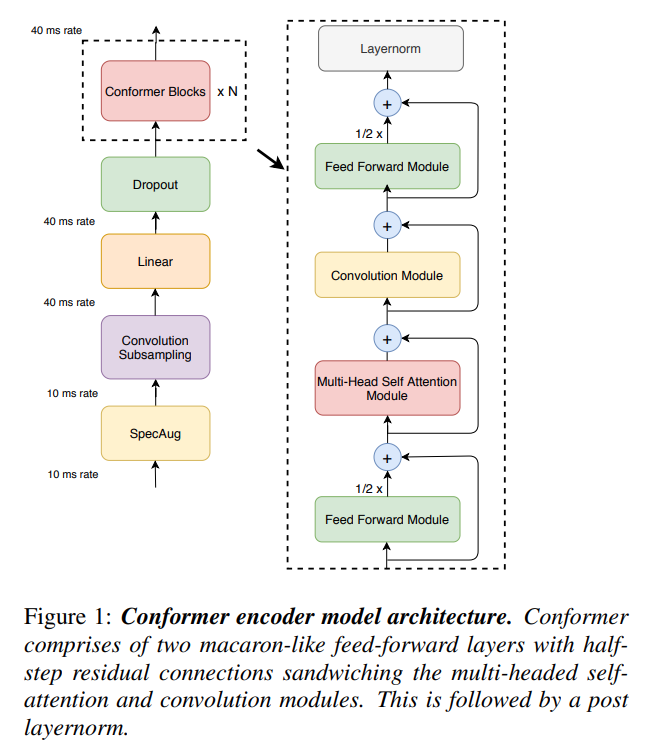 40 ms rate
Conformer Blocks
x N
Dropout
40 ms rate
Linear
40 ms rate
Convolution
Subsampling
10 ms rate
SpecAug
10 ms rate
Layernorm
+
1/2 x
Feed Forward Module
+
Convolution Module
+
Multi-Head Self Attention
Module
+
1/2 x
Feed Forward Module
Figure 1: Conformer encoder model architecture. Conformer
comprises of two macaron-like feed-forward layers with half-
step residual connections sandwiching the multi-headed self-
attention and convolution modules. This is followed by a post
layernorm.